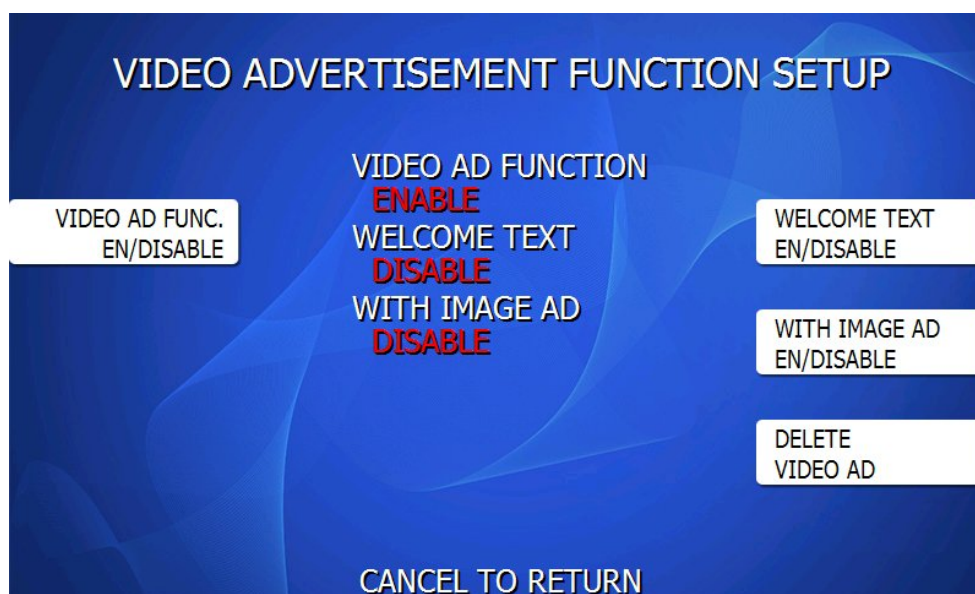 VIDEO ADVERTISEMENT FUNCTION SETUP
VIDEO AD FUNCTION
ENABLE
WELCOME TEXT
DISABLE
WITH IMAGE AD
DISABLE
VIDEO AD FUNC.
EN/DISABLE
WELCOME TEXT
EN/DISABLE
WITH IMAGE AD
EN/DISABLE
DELETE
VIDEO AD
CANCEL TO RETURN